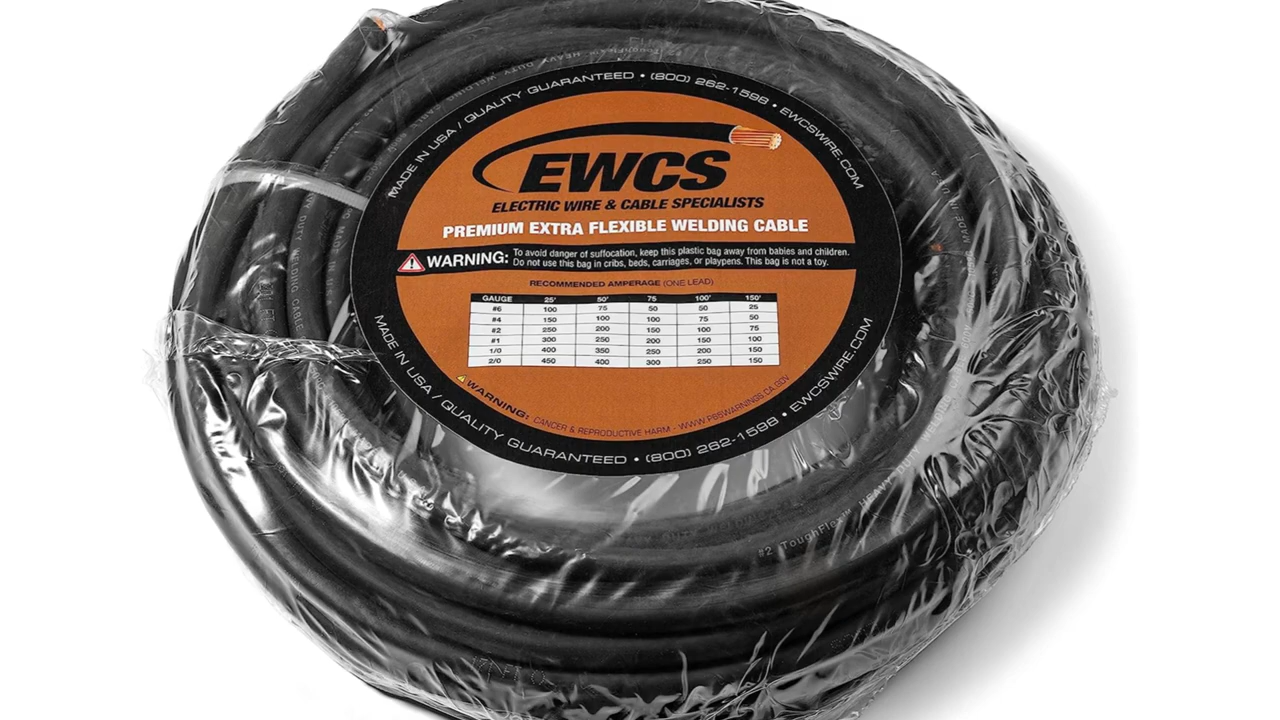 MADE IN USA / QUALITY GUARANTEED • (800) 262-1598 • EWCSWIRE.COM
EWCS
ELECTRIC WIRE & CABLE SPECIALISTS
PREMIUM EXTRA FLEXIBLE WELDING CABLE
WARNING: To avoid danger of suffocation, keep this plastic bag away from babies and children.
Do not use this bag in cribs, beds, carriages, or playpens. This bag is not a toy.
RECOMMENDED AMPERAGE (ONE LEAD)
GAUGE 25' 50' 75 100' 150'
#6 100 75 50 50 25
#4 150 100 100 75 50
#2 250 200 150 100 75
#1 300 250 200 150 100
1/0 400 350 250 200 150
2/0 450 400 300 250 150
WARNING: CANCER & REPRODUCTIVE HARM - WWW.P65WARNINGS.CA.GOV
MADE IN USA / QUALITY GUARANTEED • (800) 262-1598 • EWCSWIRE.COM
#2 ToughFlex™ HEAVY DUTY